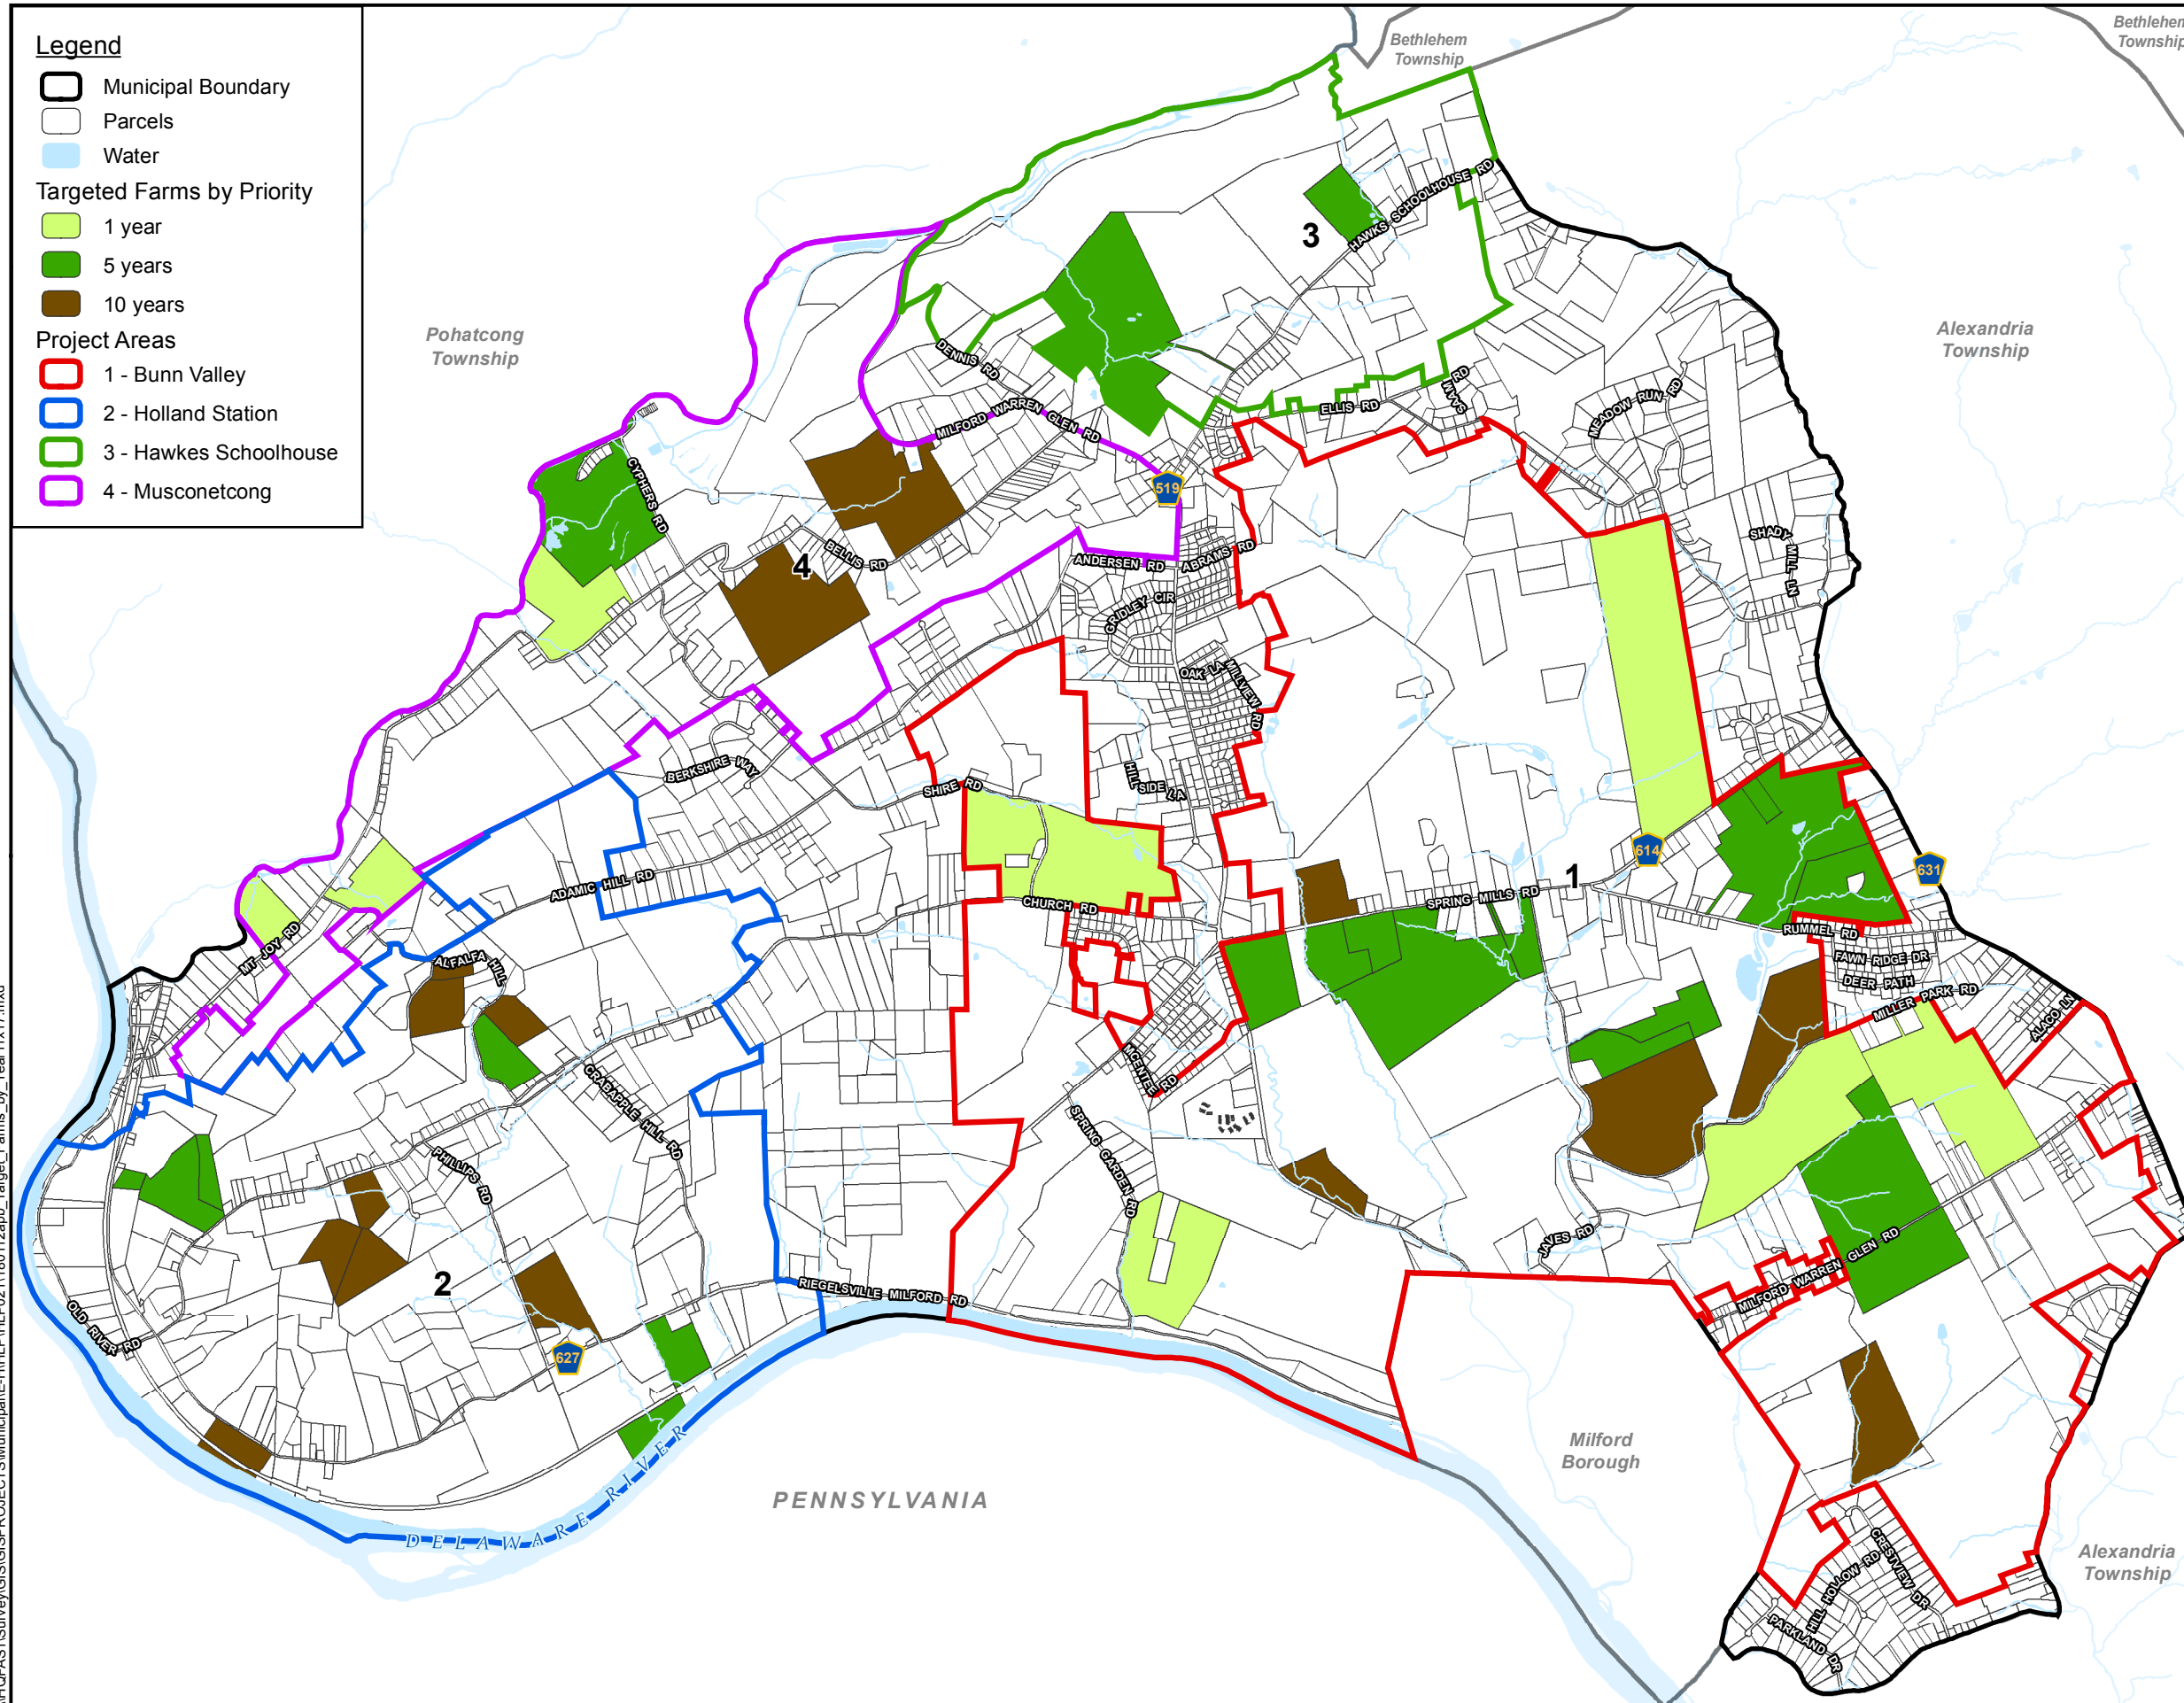 Legend
Municipal Boundary
Parcels
Water
Targeted Farms by Priority
1 year
5 years
10 years
Project Areas
1 - Bunn Valley
2 - Holland Station
3 - Hawkes Schoolhouse
4 - Musconetcong
Bethlehem
Township
Bethlehem
Township
Pohatcong
Township
Alexandria
Township
3
HAWKS SCHOOLHOUSE RD
DENNIS RD
MILFORD WARREN GLEN RD
ELLIS RD
SWAM RD
MEADOW RUN RD
CYPHERS RD
519
BELLIS RD
4
ANDERSEN RD
ABRAMS RD
SHADY MILL LN
GRIDLEY CIR
OAK LA
MILLVIEW RD
BERKSHIRE WAY
SHIRE RD
HILL SIDE LA
614
631
1
ADAMIC HILL RD
SPRING MILLS RD
CHURCH RD
MT JOY RD
RUMMEL RD
FAWN RIDGE DR
DEER PATH
MILLER PARK RD
ALACO LN
ALFALFA HILL
CRABAPPLE HILL RD
MCENTEE RD
SPRING GARDEN RD
PHILLIPS RD
JAVES RD
MILFORD WARREN GLEN RD
2
RIEGELSVILLE MILFORD RD
OLD RIVER RD
627
Milford
Borough
PENNSYLVANIA
DELAWARE RIVER
Alexandria
Township
CRESTVIEW DR
HILL HOLLOW RD
PARKLAND DR